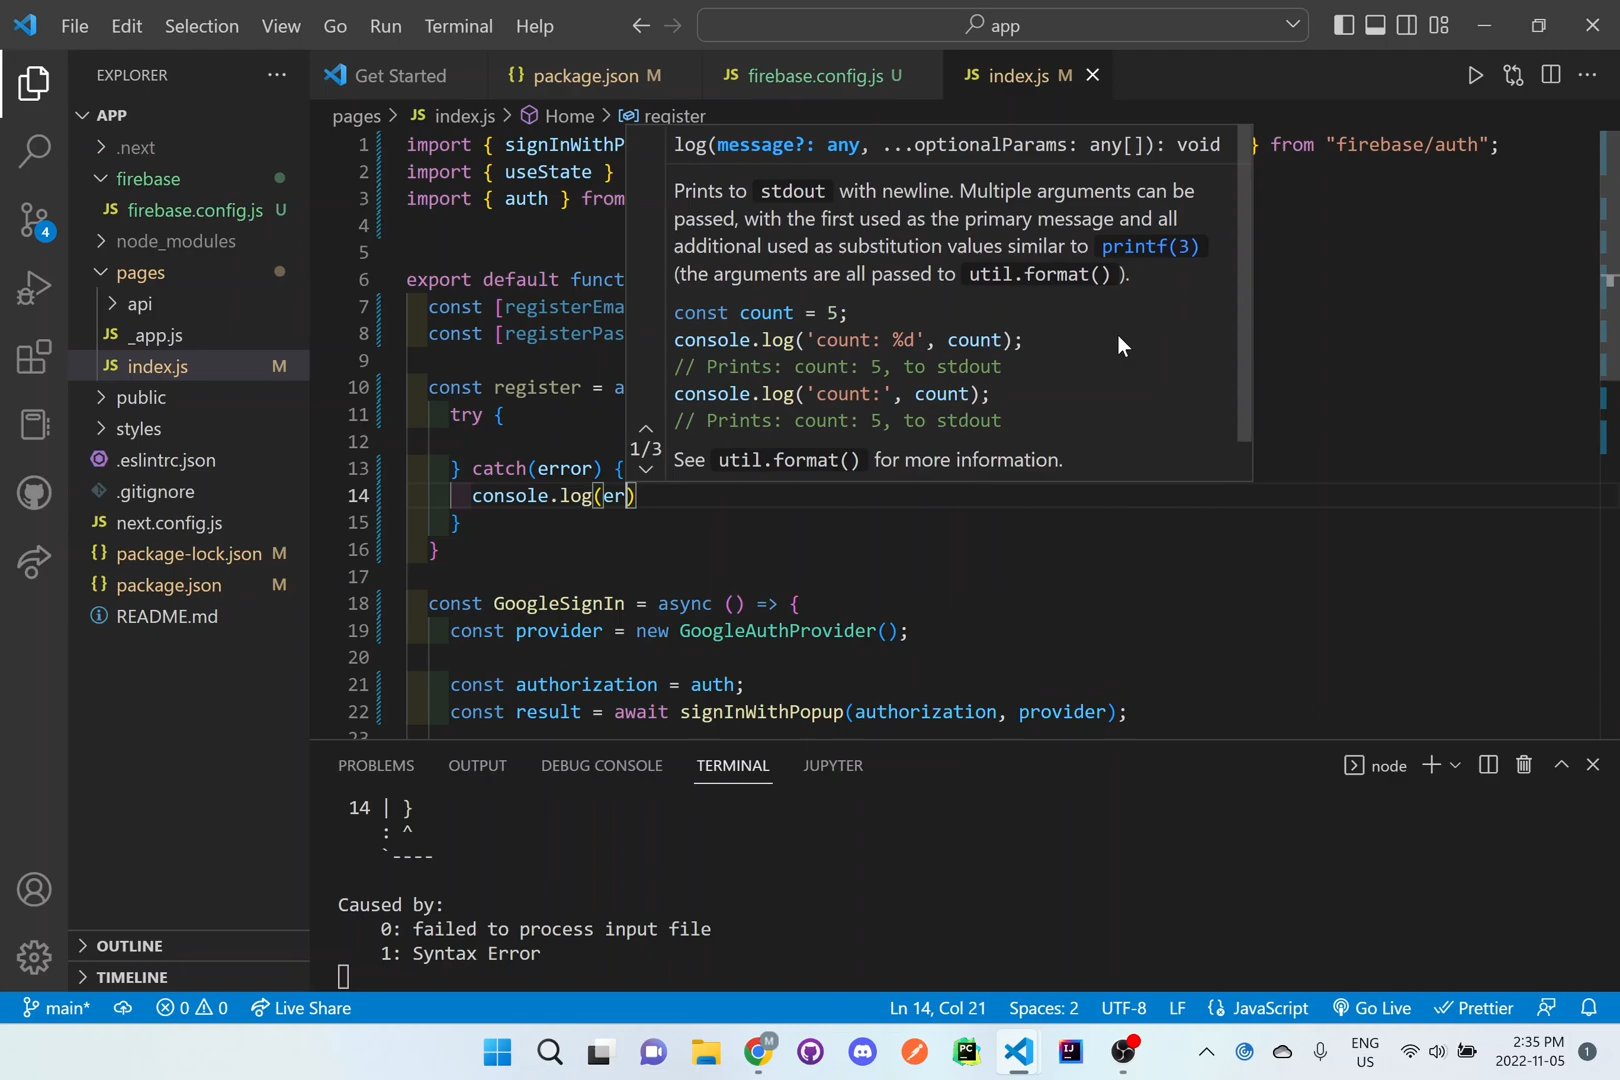 File Edit Selection View Go Run Terminal Help
app
EXPLORER
Get Started
{} package.json M
JS firebase.config.js U
JS index.js M
APP
pages > JS index.js > Home > register
.next
firebase
JS firebase.config.js U
node_modules
pages
api
JS _app.js
JS index.js M
public
styles
.eslintrc.json
.gitignore
JS next.config.js
{} package-lock.json M
{} package.json M
README.md
OUTLINE
TIMELINE
4
1 import { signInWithP } from "firebase/auth";
2 import { useState }
3 import { auth } from
4
5
6 export default funct
7 const [registerEma
8 const [registerPas
9
10 const register = a
11 try {
12
13 } catch(error) {
14 console.log(er)
15 }
16 }
17
18 const GoogleSignIn = async () => {
19 const provider = new GoogleAuthProvider();
20
21 const authorization = auth;
22 const result = await signInWithPopup(authorization, provider);
23
1/3
log(message?: any, ...optionalParams: any[]): void
Prints to stdout with newline. Multiple arguments can be
passed, with the first used as the primary message and all
additional used as substitution values similar to printf(3)
(the arguments are all passed to util.format() ).
const count = 5;
console.log('count: %d', count);
// Prints: count: 5, to stdout
console.log('count:', count);
// Prints: count: 5, to stdout
See util.format() for more information.
PROBLEMS OUTPUT DEBUG CONSOLE TERMINAL JUPYTER
node
14 | }
: ^
`----
Caused by:
0: failed to process input file
1: Syntax Error
main* 0 0 Live Share
Ln 14, Col 21 Spaces: 2 UTF-8 LF {} JavaScript Go Live Prettier
M
PC
IJ
ENG
US
2:35 PM
2022-11-05
1